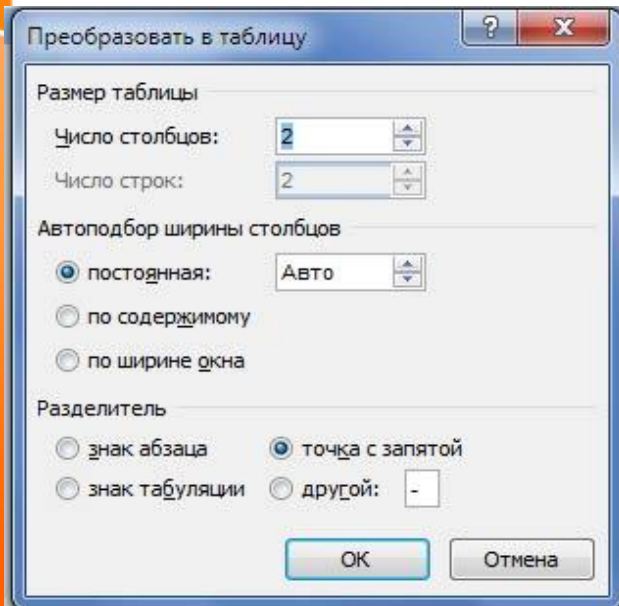 Преобразовать в таблицу
Размер таблицы
Число столбцов: 2
Число строк: 2
Автоподбор ширины столбцов
постоянная: Авто
по содержимому
по ширине окна
Разделитель
знак абзаца точка с запятой
знак табуляции другой: -
ОК Отмена